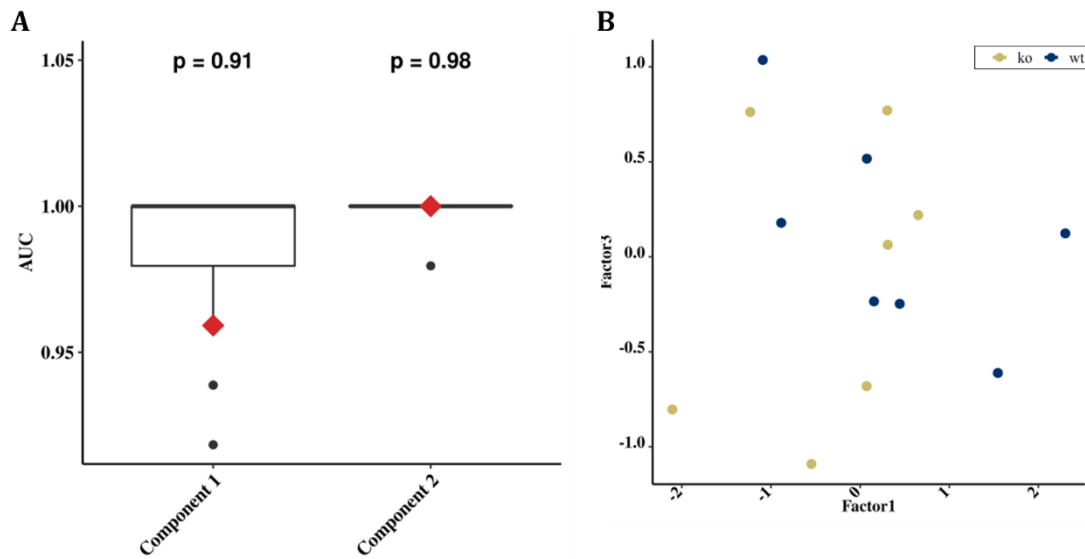 A
1.05
p = 0.91
p = 0.98
1.00
AUC
0.95
Component 1
Component 2
B
ko
wt
1.0
0.5
Factor3
0.0
-0.5
-1.0
-2
-1
0
1
2
Factor1